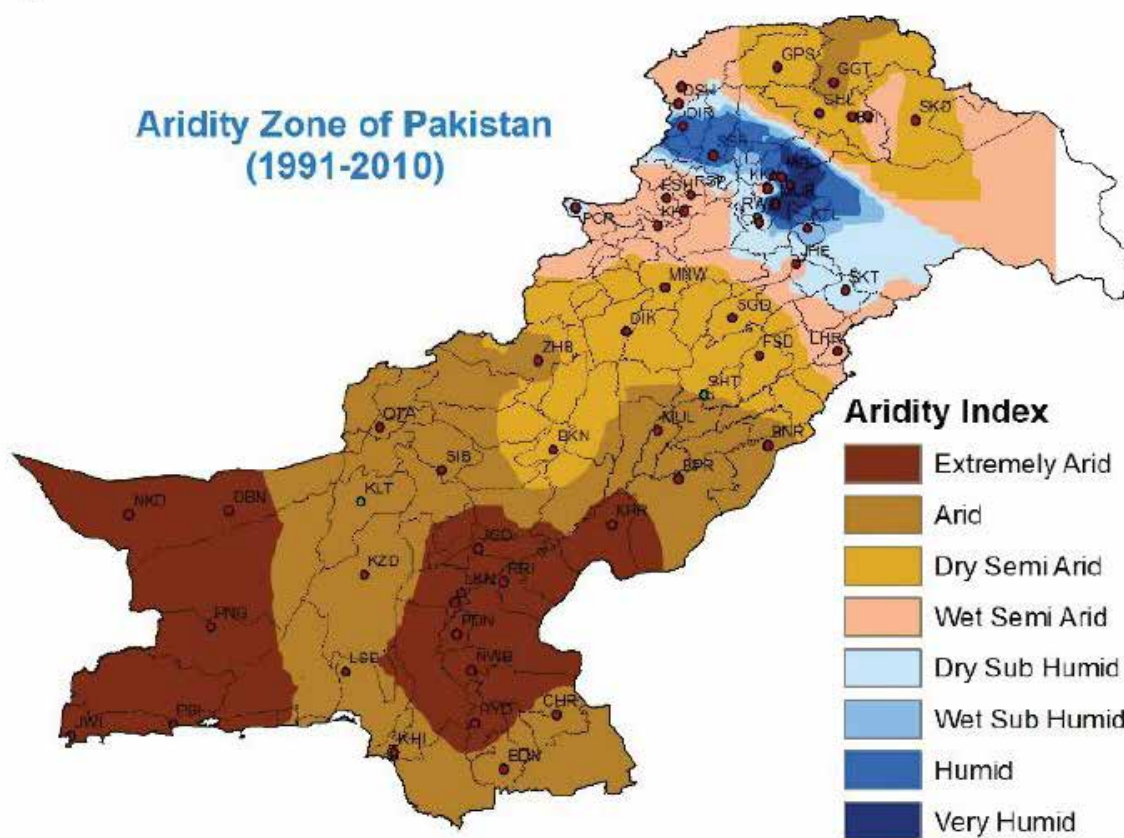 Aridity Zone of Pakistan
(1991-2010)
GPS
GGT
SKD
DIR
PCR
JHE
SKT
MNW
SGD
DIK
LHR
FSD
ZHB
SHT
QTA
MUL
BNR
BKN
SIB
BPR
NKD
DBN
KLT
KHR
JGD
KZD
RRI
PNG
PDN
LSB
NWB
CHR
JWI
PSI
KHI
BDN
Aridity Index
Extremely Arid
Arid
Dry Semi Arid
Wet Semi Arid
Dry Sub Humid
Wet Sub Humid
Humid
Very Humid